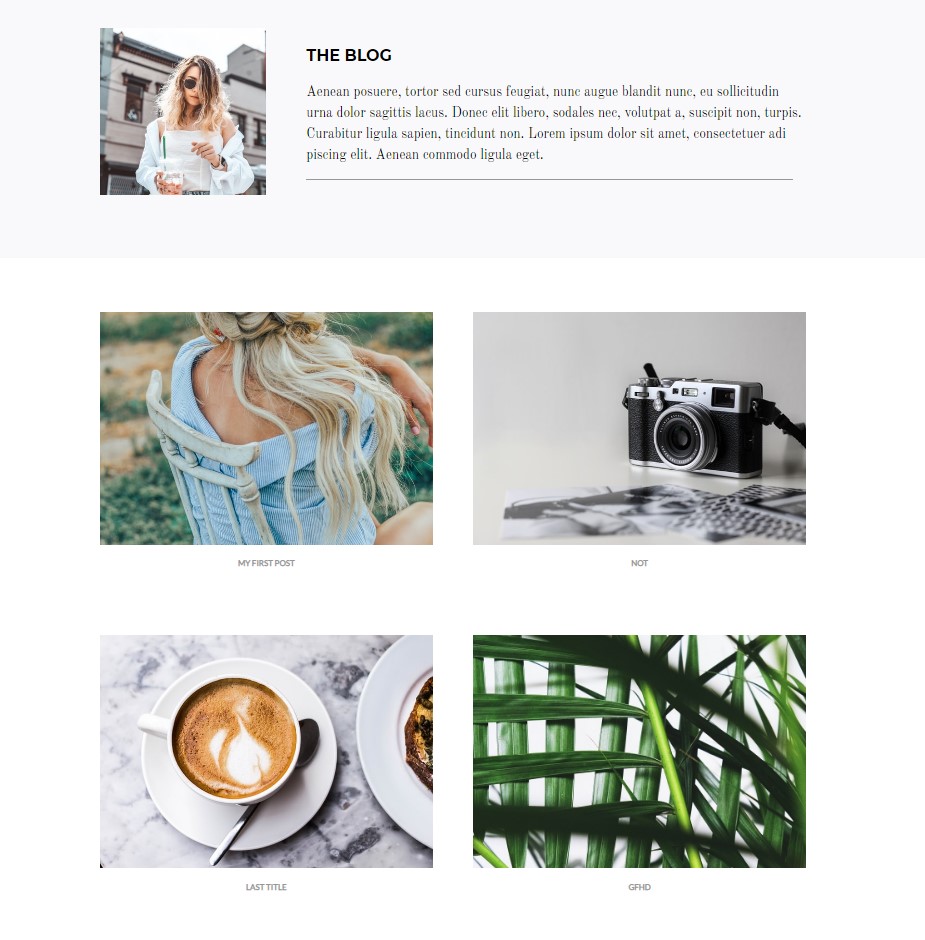 THE BLOG
Aenean posuere, tortor sed cursus feugiat, nunc augue blandit nunc, eu sollicitudin
urna dolor sagittis lacus. Donec elit libero, sodales nec, volutpat a, suscipit non, turpis.
Curabitur ligula sapien, tincidunt non. Lorem ipsum dolor sit amet, consectetuer adi
piscing elit. Aenean commodo ligula eget.
MY FIRST POST
NOT
LAST TITLE
GFHD